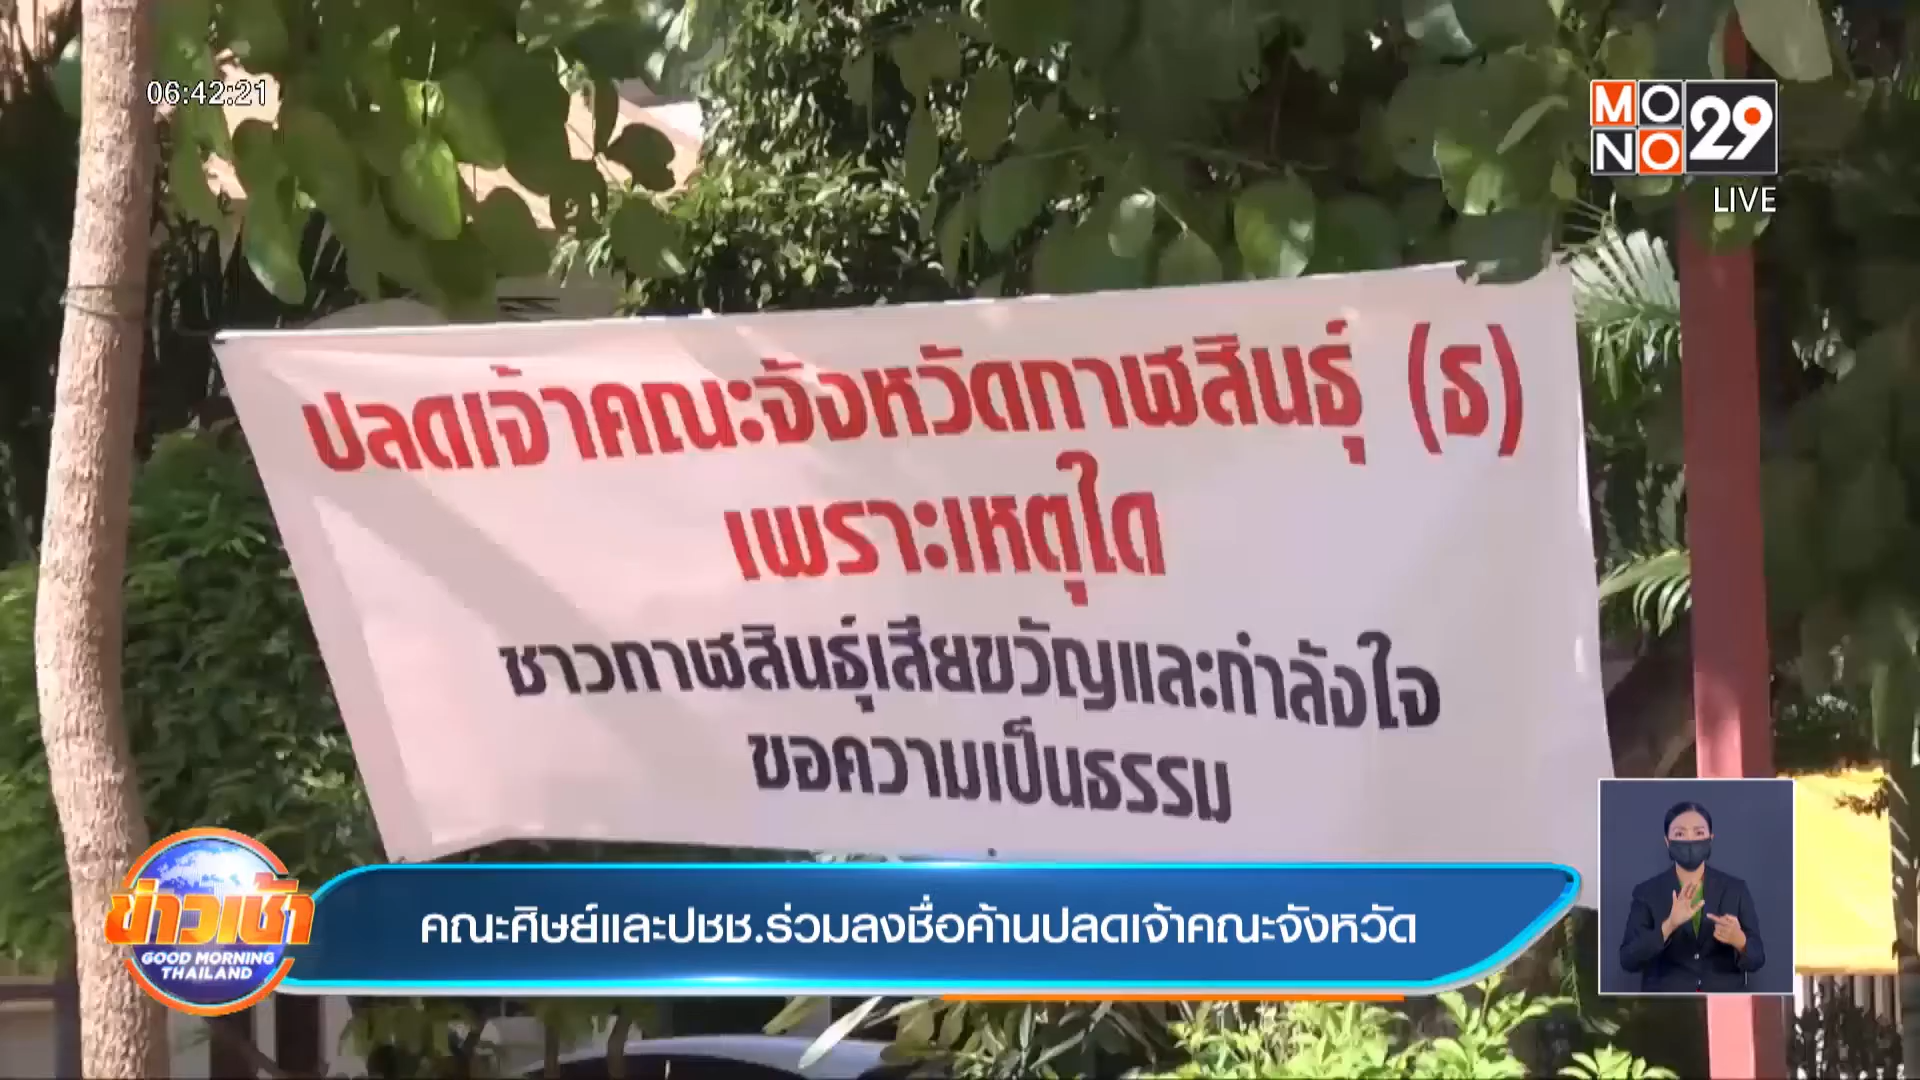 06:42:21
MONO 29
LIVE
ปลดเจ้าคณะจังหวัดกาฬสินธุ์ (ธ)
เพราะเหตุใด
ชาวกาฬสินธุ์เสียขวัญและกำลังใจ
ขอความเป็นธรรม
ข่าวเช้า
GOOD MORNING
THAILAND
คณะศิษย์และปชช.ร่วมลงชื่อค้านปลดเจ้าคณะจังหวัด